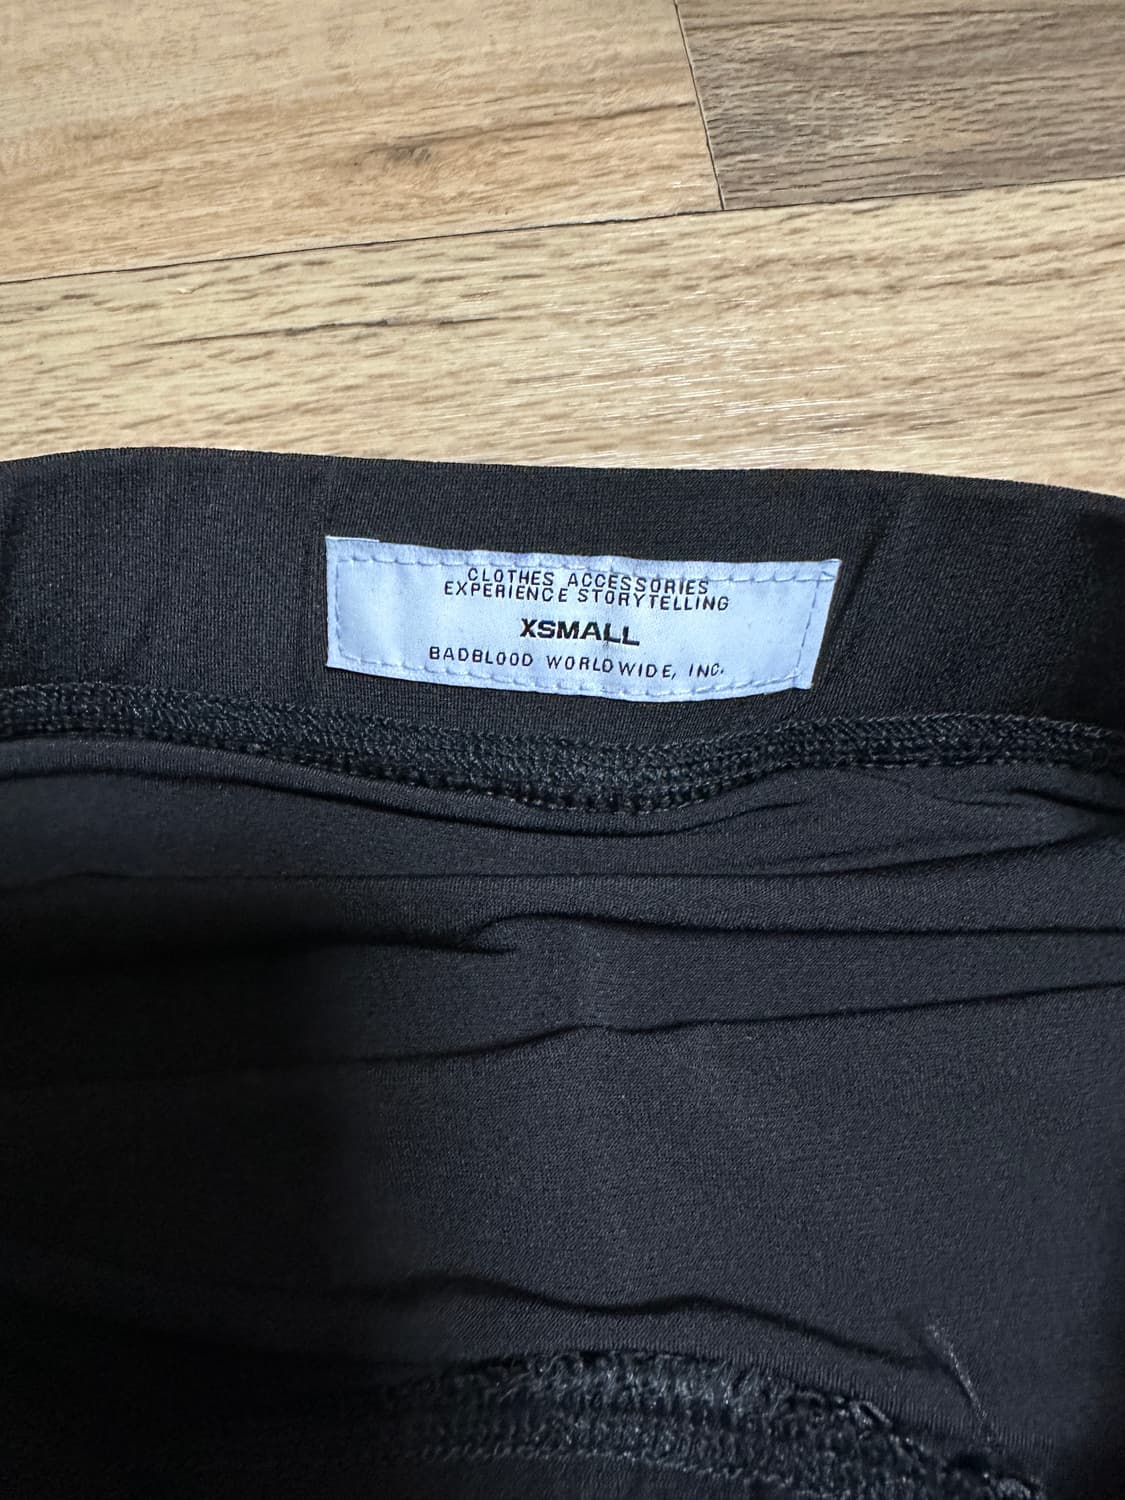 CLOTHES ACCESSORIES
EXPERIENCE STORYTELLING
XSMALL
BADBLOOD WORLDWIDE, INC.